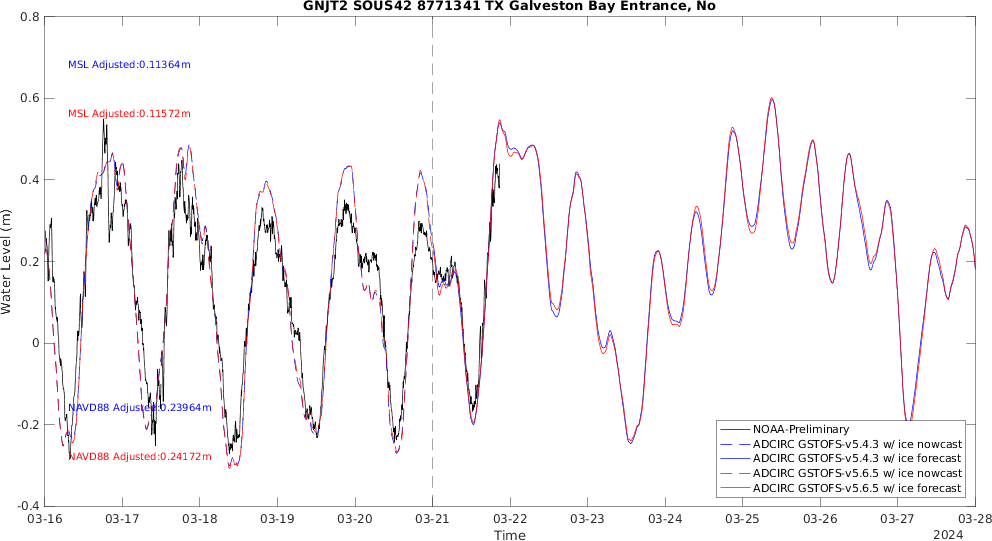 GNJT2 SOUS42 8771341 TX Galveston Bay Entrance, No
0.8
0.6
0.4
0.2
0
-0.2
-0.4
Water Level (m)
MSL Adjusted:0.11364m
MSL Adjusted:0.11572m
NAVD88 Adjusted:0.23964m
NAVD88 Adjusted:0.24172m
NOAA-Preliminary
ADCIRC GSTOFS-v5.4.3 w/ ice nowcast
ADCIRC GSTOFS-v5.4.3 w/ ice forecast
ADCIRC GSTOFS-v5.6.5 w/ ice nowcast
ADCIRC GSTOFS-v5.6.5 w/ ice forecast
03-16 03-17 03-18 03-19 03-20 03-21 03-22 03-23 03-24 03-25 03-26 03-27 03-28
Time
2024